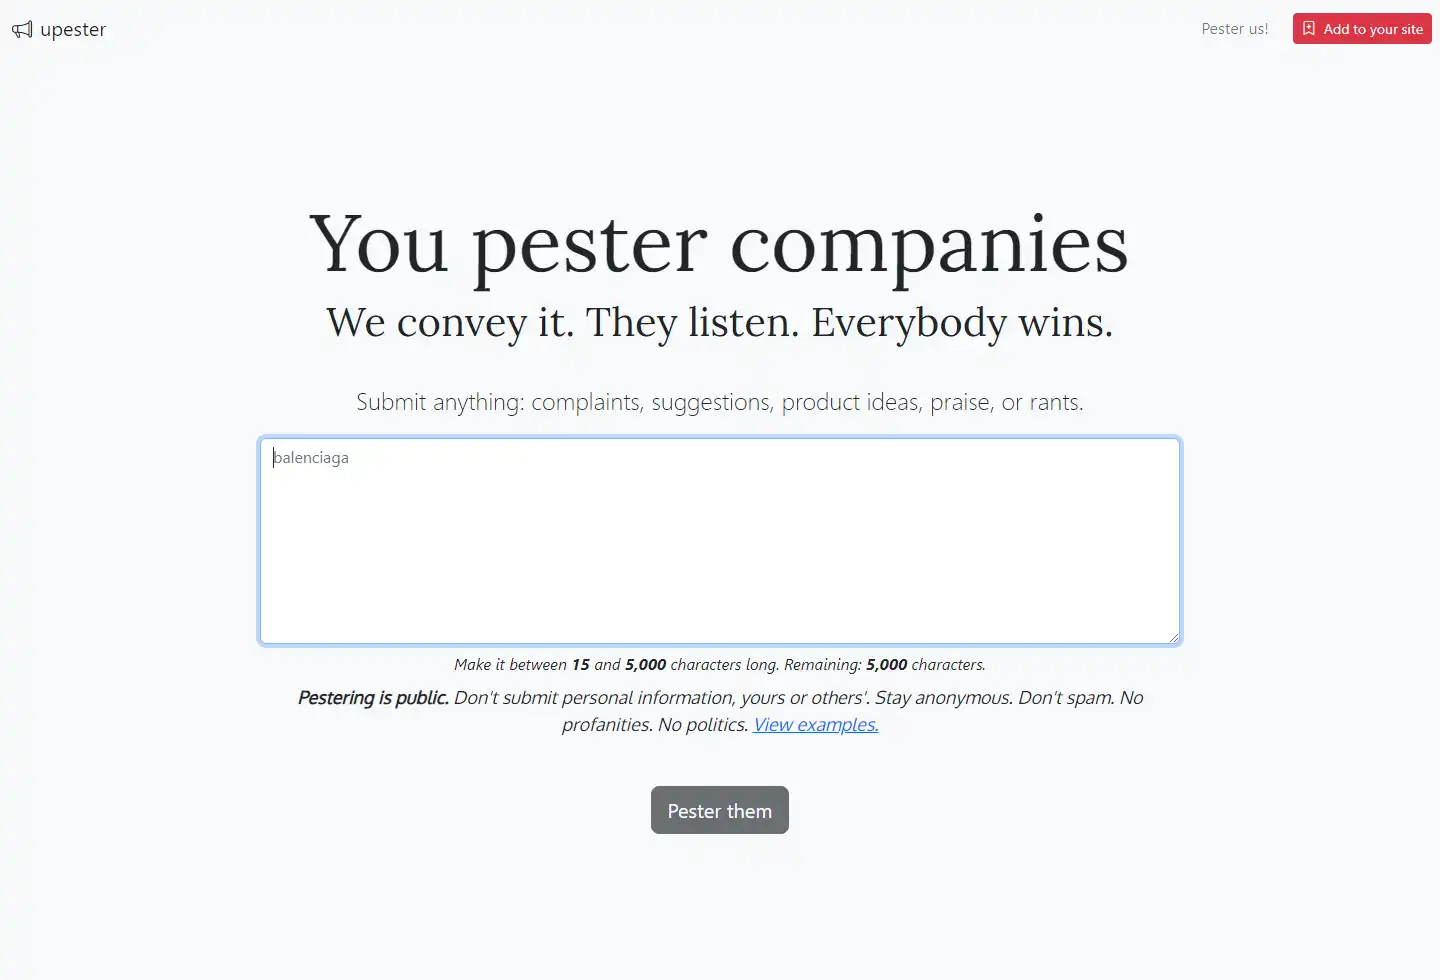 upester
Pester us!
Add to your site
You pester companies
We convey it. They listen. Everybody wins.
Submit anything: complaints, suggestions, product ideas, praise, or rants.
balenciaga
Make it between 15 and 5,000 characters long. Remaining: 5,000 characters.
Pestering is public. Don't submit personal information, yours or others'. Stay anonymous. Don't spam. No
profanities. No politics. View examples.
Pester them